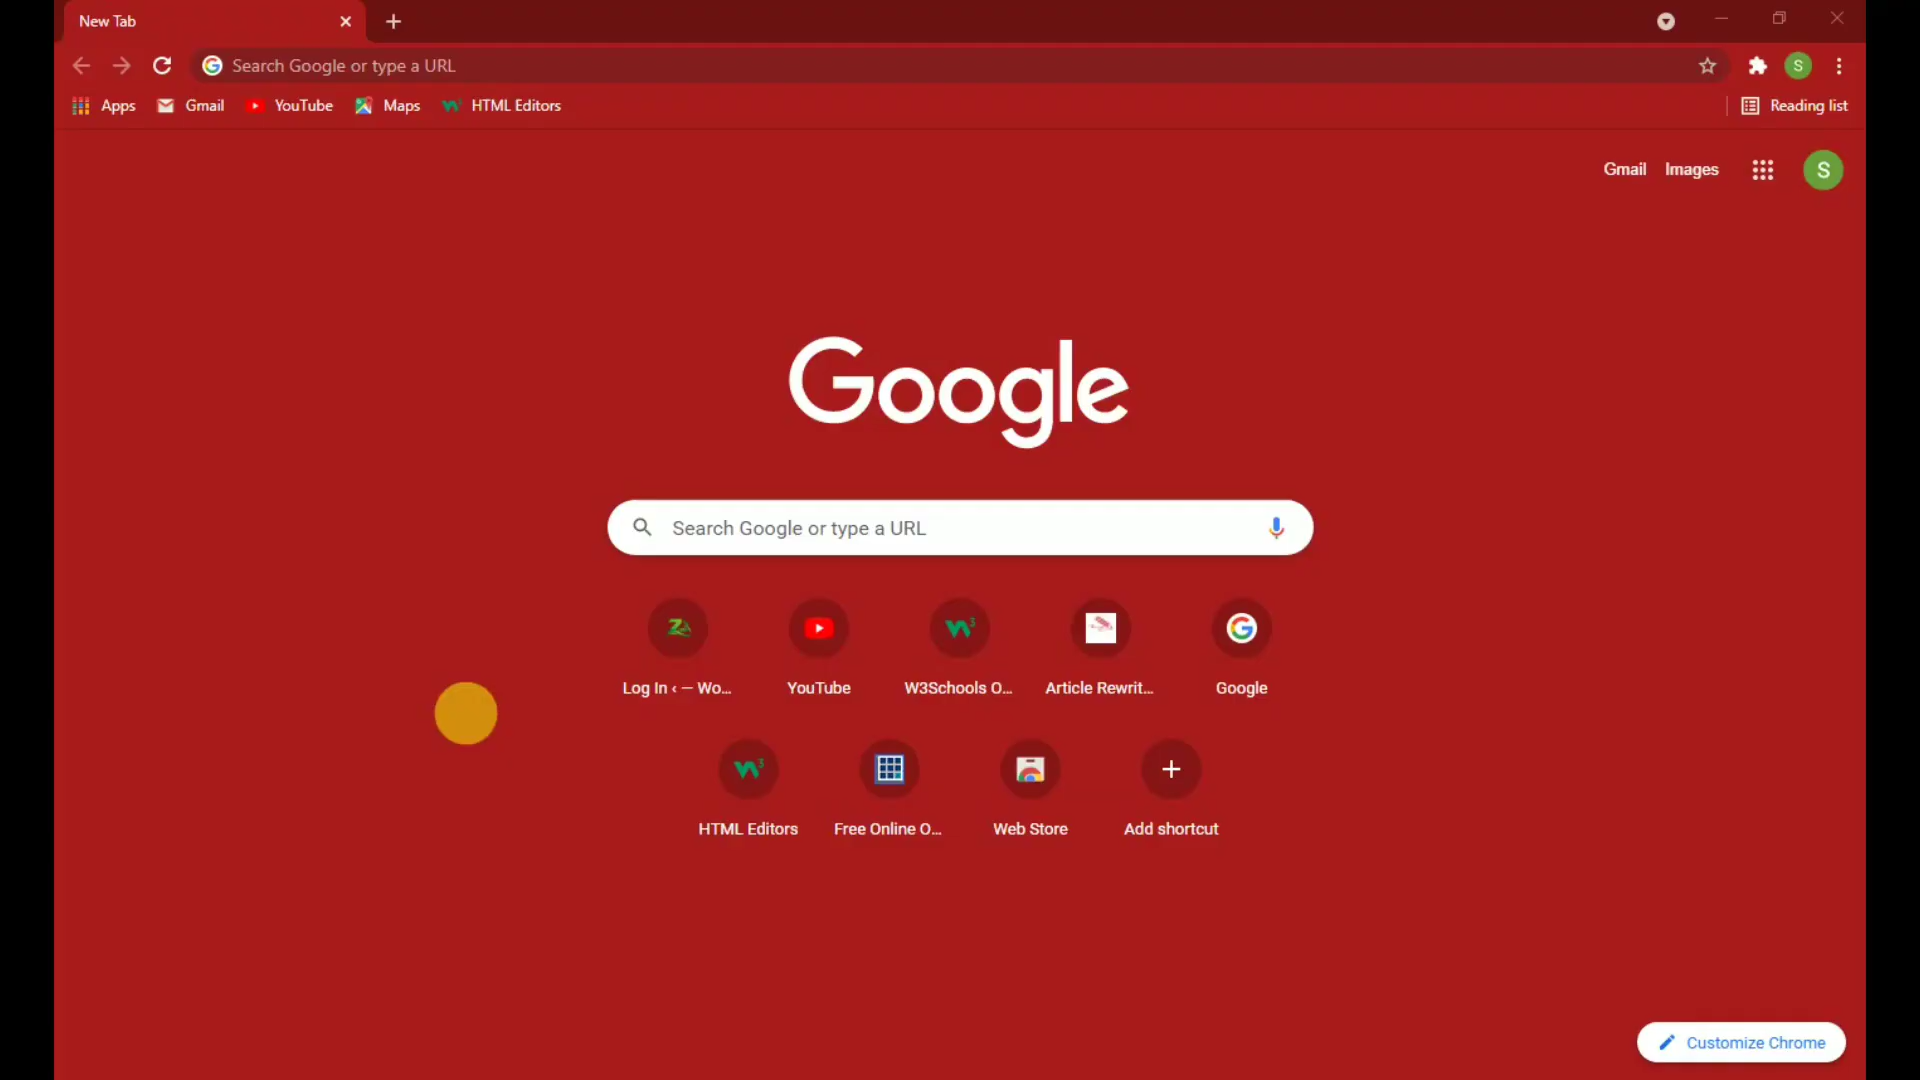 New Tab
Search Google or type a URL
S
Apps
Gmail
YouTube
Maps
HTML Editors
Reading list
Gmail
Images
S
Google
Search Google or type a URL
Log In ‹ — Wo...
YouTube
W3Schools O...
Article Rewrit...
Google
HTML Editors
Free Online O...
Web Store
Add shortcut
Customize Chrome